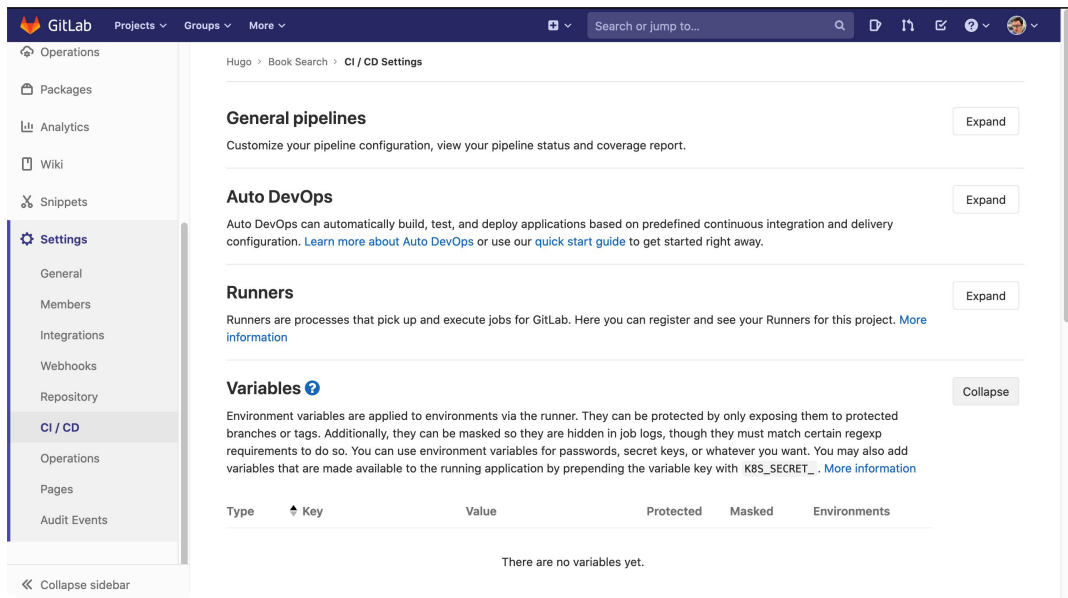 GitLab Projects Groups More Search or jump to...
Operations
Packages
Analytics
Wiki
Snippets
Settings
General
Members
Integrations
Webhooks
Repository
CI / CD
Operations
Pages
Audit Events
Collapse sidebar
Hugo > Book Search > CI / CD Settings
General pipelines
Expand
Customize your pipeline configuration, view your pipeline status and coverage report.
Auto DevOps
Expand
Auto DevOps can automatically build, test, and deploy applications based on predefined continuous integration and delivery
configuration. Learn more about Auto DevOps or use our quick start guide to get started right away.
Runners
Expand
Runners are processes that pick up and execute jobs for GitLab. Here you can register and see your Runners for this project. More
information
Variables
Collapse
Environment variables are applied to environments via the runner. They can be protected by only exposing them to protected
branches or tags. Additionally, they can be masked so they are hidden in job logs, though they must match certain regexp
requirements to do so. You can use environment variables for passwords, secret keys, or whatever you want. You may also add
variables that are made available to the running application by prepending the variable key with K8S_SECRET_. More information
Type Key Value Protected Masked Environments
There are no variables yet.